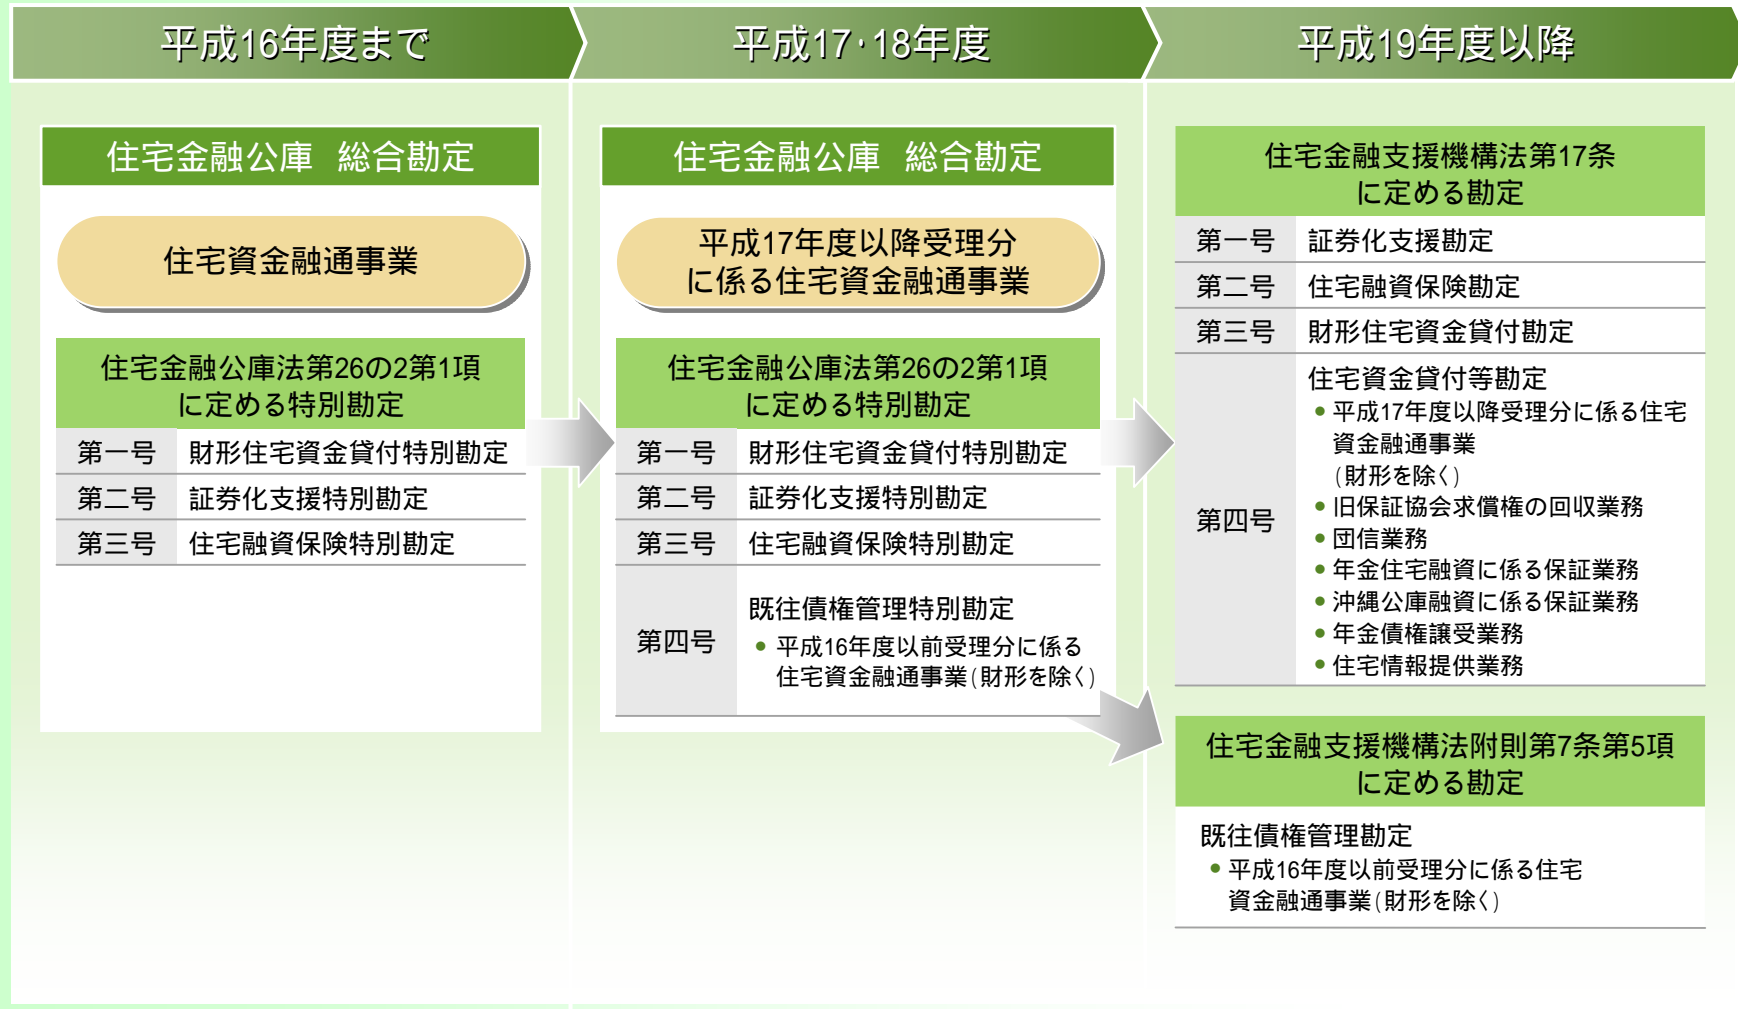 平成16年度まで
平成17･18年度
平成19年度以降
住宅金融公庫　総合勘定
住宅資金融通事業
住宅金融公庫法第26の2第1項
に定める特別勘定
第一号 財形住宅資金貸付特別勘定
第二号 証券化支援特別勘定
第三号 住宅融資保険特別勘定
住宅金融公庫　総合勘定
平成17年度以降受理分
に係る住宅資金融通事業
住宅金融公庫法第26の2第1項
に定める特別勘定
第一号 財形住宅資金貸付特別勘定
第二号 証券化支援特別勘定
第三号 住宅融資保険特別勘定
第四号 既往債権管理特別勘定
● 平成16年度以前受理分に係る
住宅資金融通事業(財形を除く)
住宅金融支援機構法第17条
に定める勘定
第一号 証券化支援勘定
第二号 住宅融資保険勘定
第三号 財形住宅資金貸付勘定
第四号 住宅資金貸付等勘定
● 平成17年度以降受理分に係る住宅
資金融通事業
(財形を除く)
● 旧保証協会求償権の回収業務
● 団信業務
● 年金住宅融資に係る保証業務
● 沖縄公庫融資に係る保証業務
● 年金債権譲受業務
● 住宅情報提供業務
住宅金融支援機構法附則第7条第5項
に定める勘定
既往債権管理勘定
● 平成16年度以前受理分に係る住宅
資金融通事業(財形を除く)